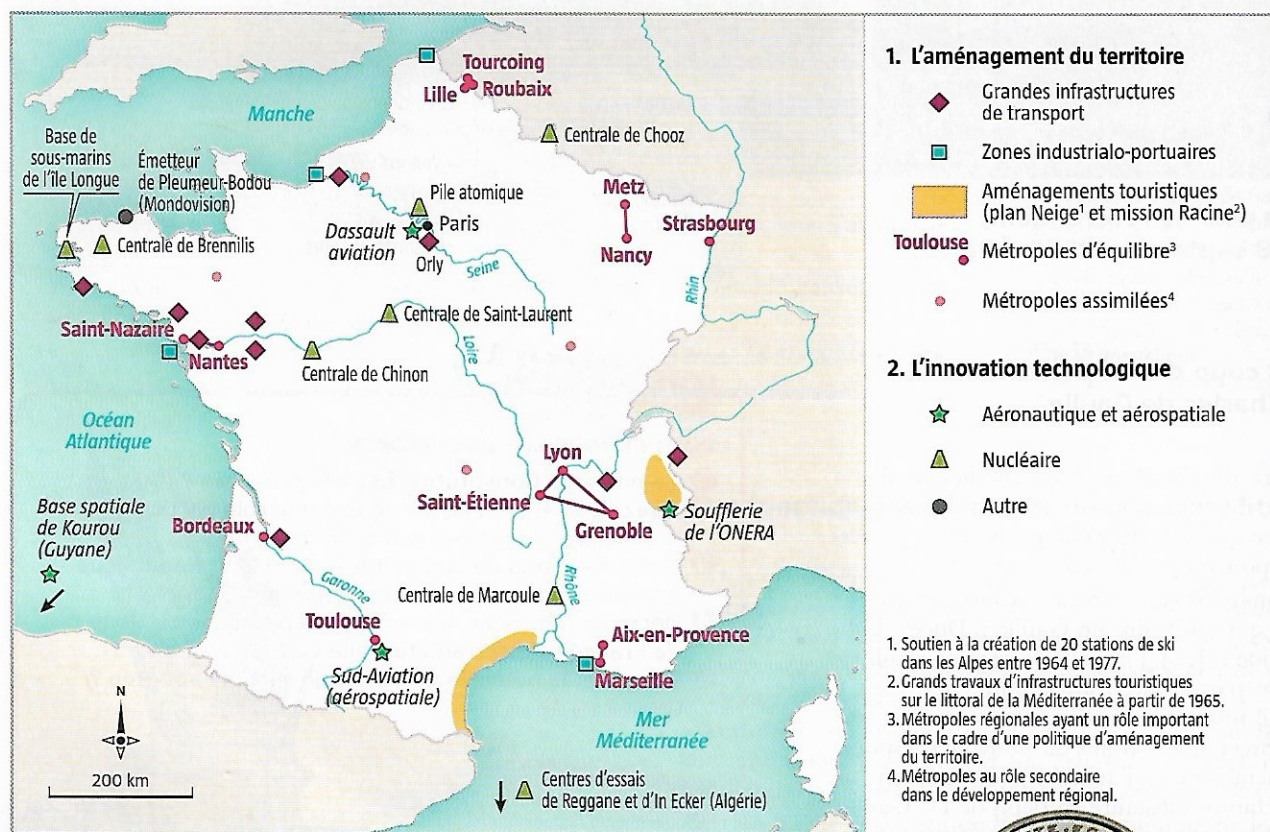 Tourcoing
Lille
Roubaix
Manche
Centrale de Chooz
Base de
sous-marins
de l'île Longue
Émetteur
de Pleumeur-Bodou
(Mondovision)
Pile atomique
Metz
Strasbourg
Paris
Dassault
aviation
Centrale de Brennilis
Nancy
Orly
Seine
Rhin
Saint-Nazaire
Centrale de Saint-Laurent
Nantes
Loire
Centrale de Chinon
Océan
Atlantique
Lyon
Saint-Étienne
Base spatiale
de Kourou
(Guyane)
Soufflerie
de l'ONERA
Bordeaux
Grenoble
Garonne
Rhône
Centrale de Marcoule
Toulouse
Aix-en-Provence
Sud-Aviation
(aérospatiale)
Marseille
N
Mer
Méditerranée
200 km
Centres d'essais
de Reggane et d'In Ecker (Algérie)
1. L'aménagement du territoire
Grandes infrastructures
de transport
Zones industrialo-portuaires
Aménagements touristiques
(plan Neige¹ et mission Racine²)
Toulouse
Métropoles d'équilibre³
Métropoles assimilées⁴
2. L'innovation technologique
Aéronautique et aérospatiale
Nucléaire
Autre
1. Soutien à la création de 20 stations de ski
dans les Alpes entre 1964 et 1977.
2. Grands travaux d'infrastructures touristiques
sur le littoral de la Méditerranée à partir de 1965.
3. Métropoles régionales ayant un rôle important
dans le cadre d'une politique d'aménagement
du territoire.
4. Métropoles au rôle secondaire
dans le développement régional.